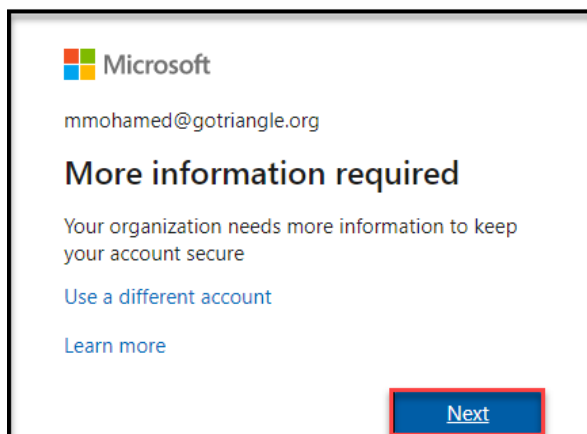 Microsoft
mmohamed@gotriangle.org
More information required
Your organization needs more information to keep
your account secure
Use a different account
Learn more
Next